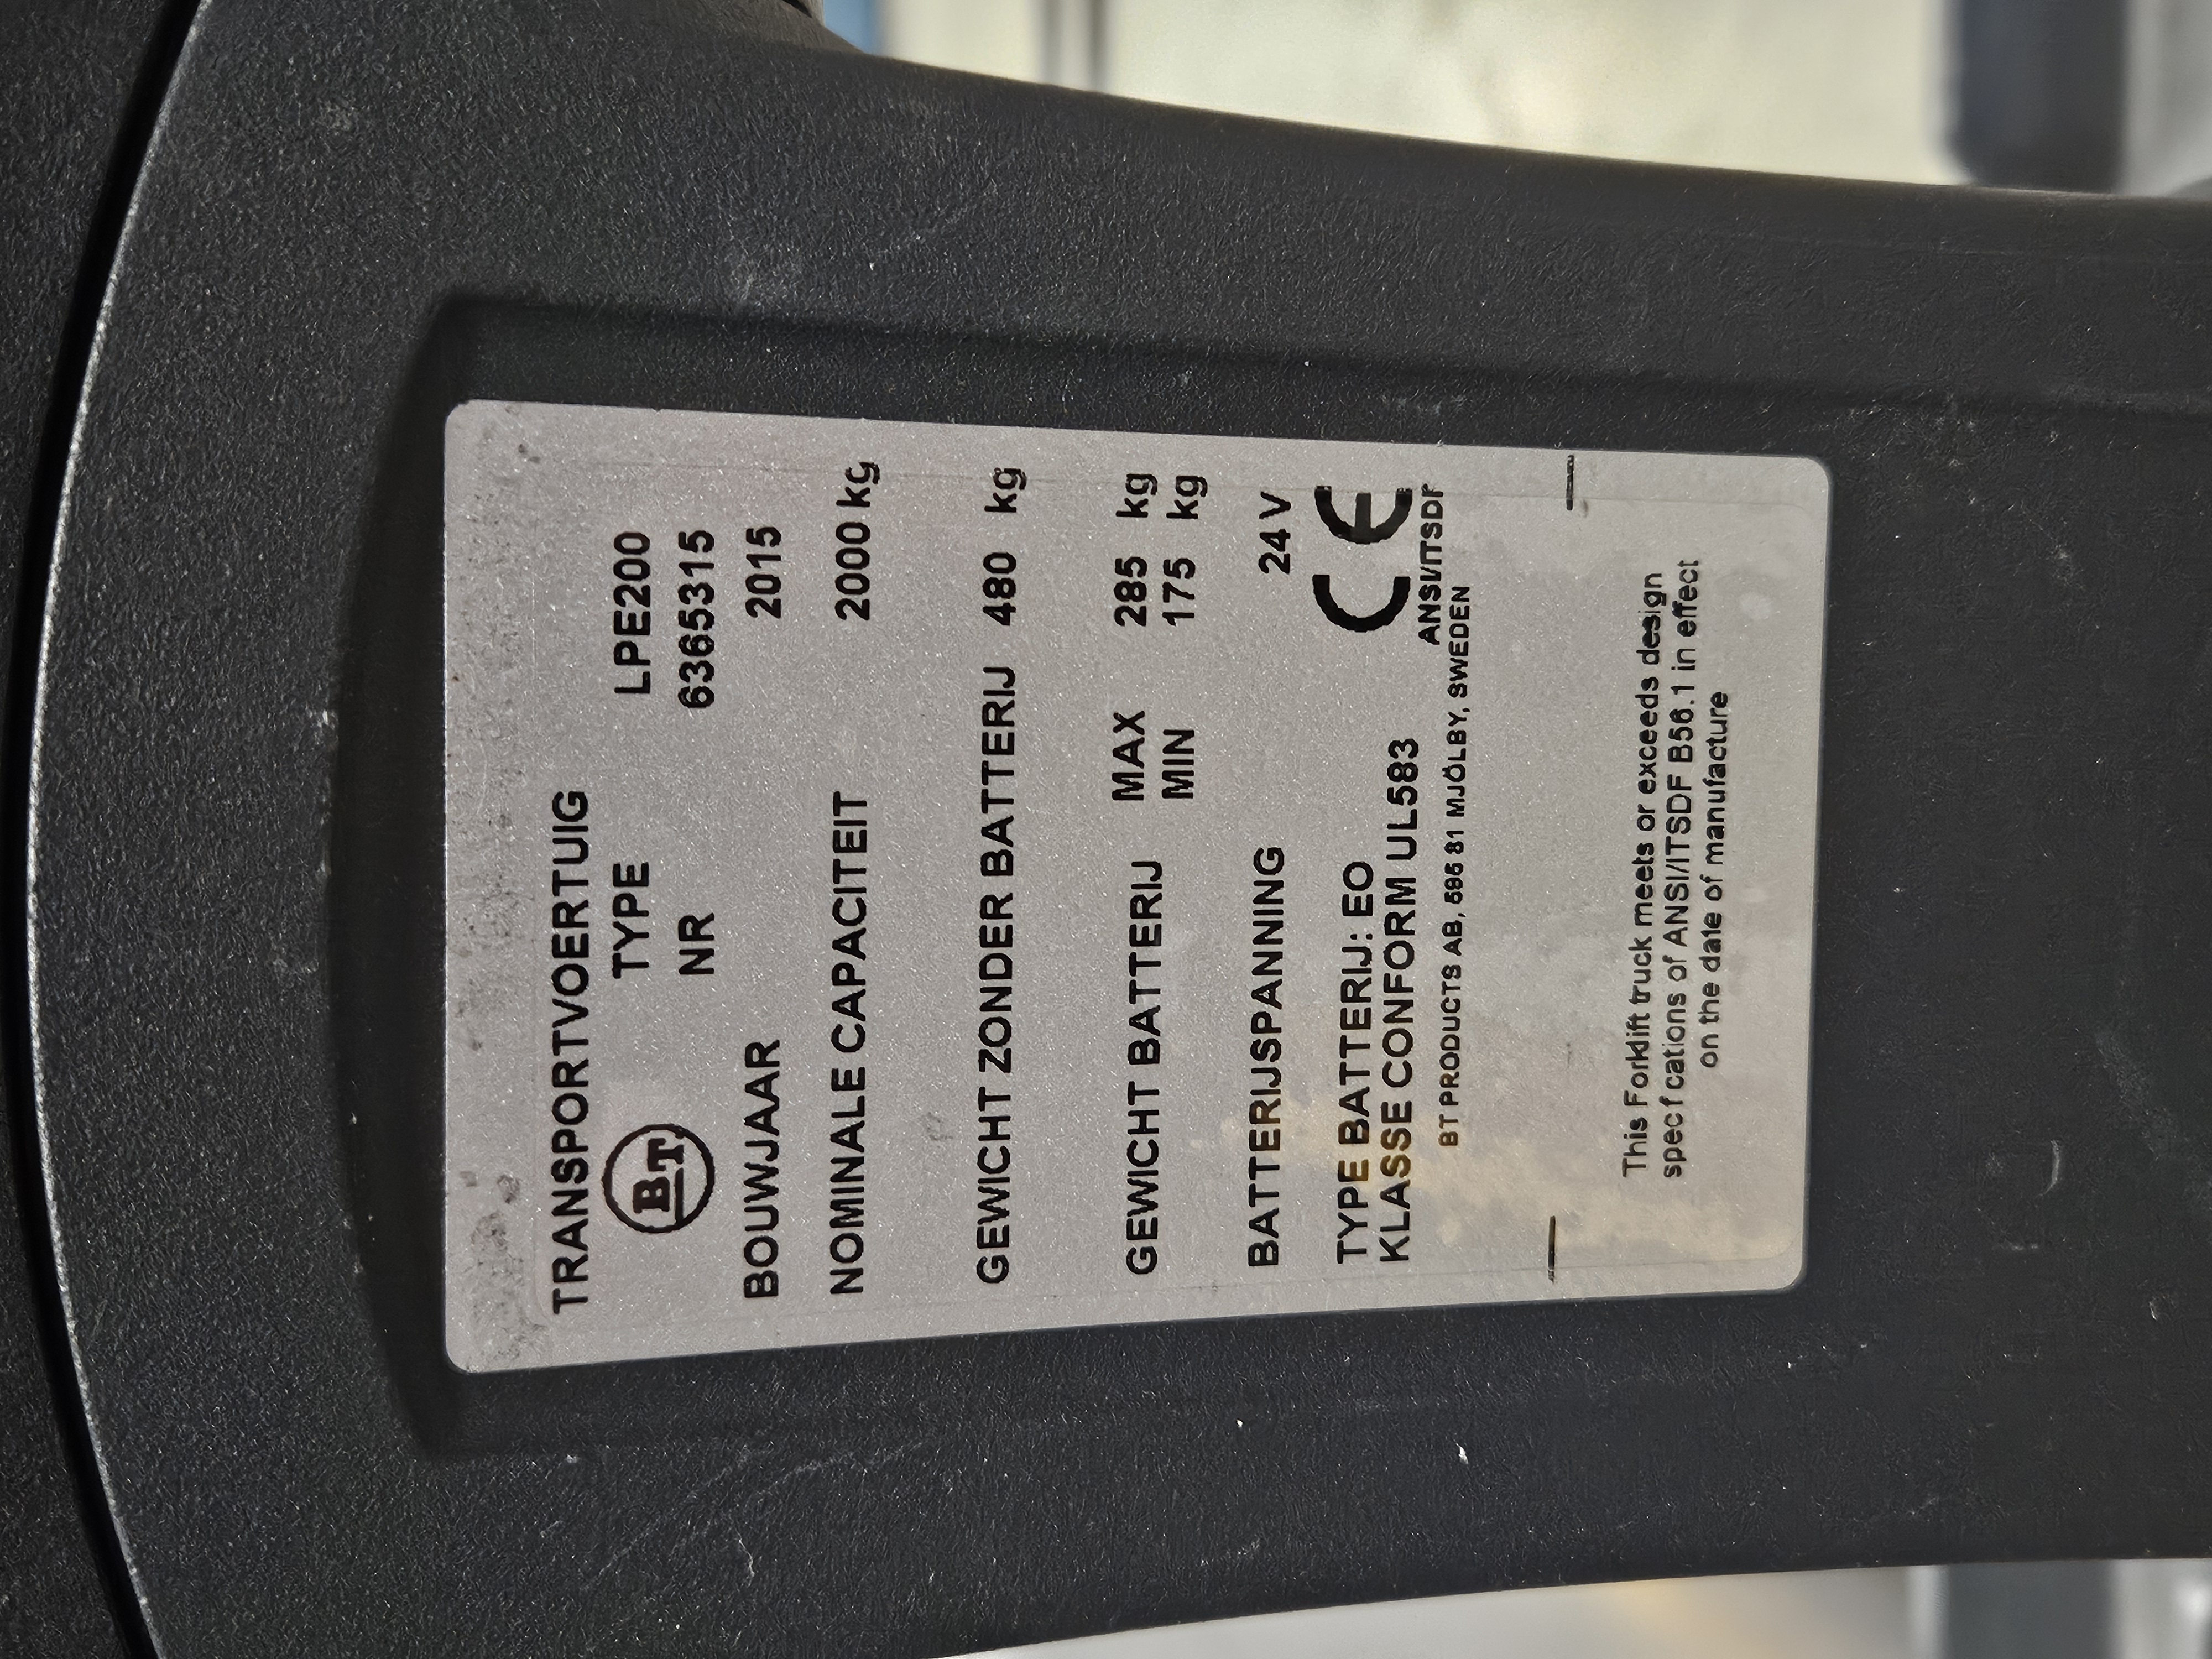 TRANSPORTVOERTUIG
BT
TYPE LPE200
NR 6365315
BOUWJAAR 2015
NOMINALE CAPACITEIT 2000 kg
GEWICHT ZONDER BATTERIJ 480 kg
GEWICHT BATTERIJ MAX 285 kg
MIN 175 kg
BATTERIJSPANNING 24 V
TYPE BATTERIJ: EO
KLASSE CONFORM UL583
CE
ANSI/ITSDF
BT PRODUCTS AB, 595 81 MJÖLBY, SWEDEN
This Forklift truck meets or exceeds design
spec f cations of ANSI/ITSDF B56.1 in effect
on the date of manufacture